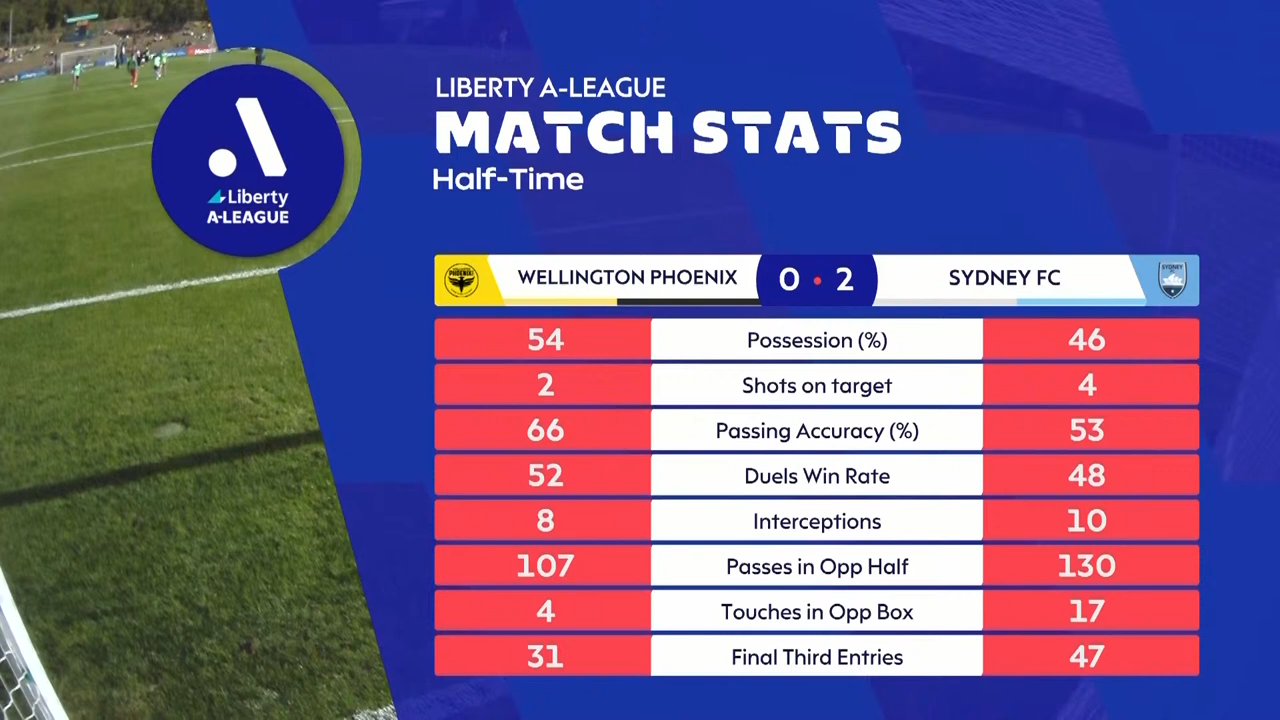 LIBERTY A-LEAGUE
MATCH STATS
Half-Time
Liberty
A-LEAGUE
PHOENIX WELLINGTON PHOENIX 0 • 2 SYDNEY FC SYDNEY
54 Possession (%) 46
2 Shots on target 4
66 Passing Accuracy (%) 53
52 Duels Win Rate 48
8 Interceptions 10
107 Passes in Opp Half 130
4 Touches in Opp Box 17
31 Final Third Entries 47